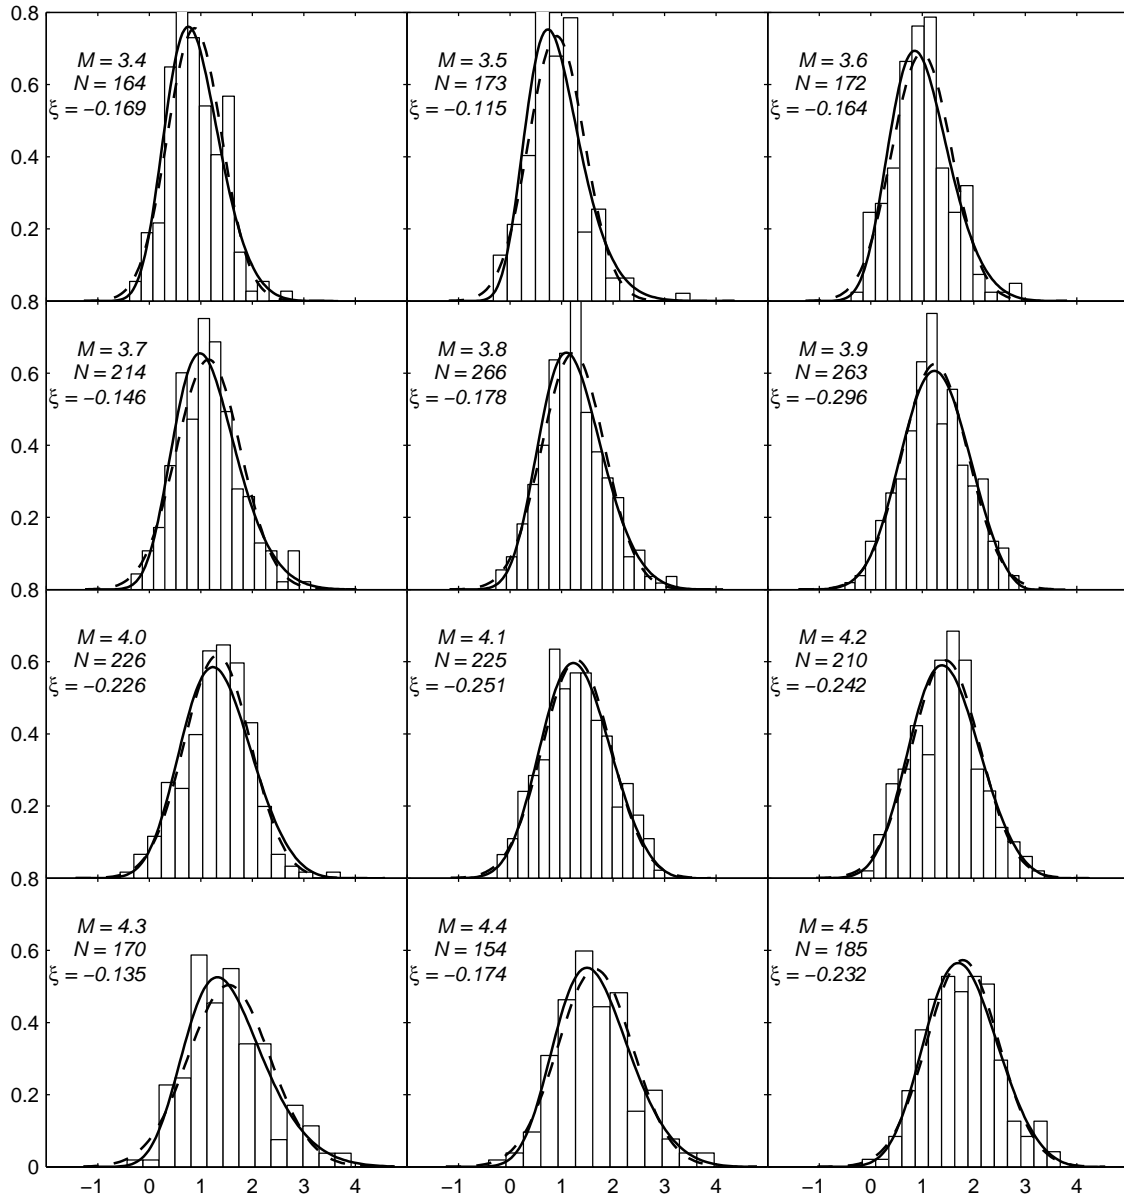 0.8
M = 3.4
N = 164
ξ = −0.169
M = 3.5
N = 173
ξ = −0.115
M = 3.6
N = 172
ξ = −0.164
0.6
0.4
0.2
0.8
M = 3.7
N = 214
ξ = −0.146
M = 3.8
N = 266
ξ = −0.178
M = 3.9
N = 263
ξ = −0.296
0.6
0.4
0.2
0.8
M = 4.0
N = 226
ξ = −0.226
M = 4.1
N = 225
ξ = −0.251
M = 4.2
N = 210
ξ = −0.242
0.6
0.4
0.2
0.8
M = 4.3
N = 170
ξ = −0.135
M = 4.4
N = 154
ξ = −0.174
M = 4.5
N = 185
ξ = −0.232
0.6
0.4
0.2
0
−1 0 1 2 3 4 −1 0 1 2 3 4 −1 0 1 2 3 4